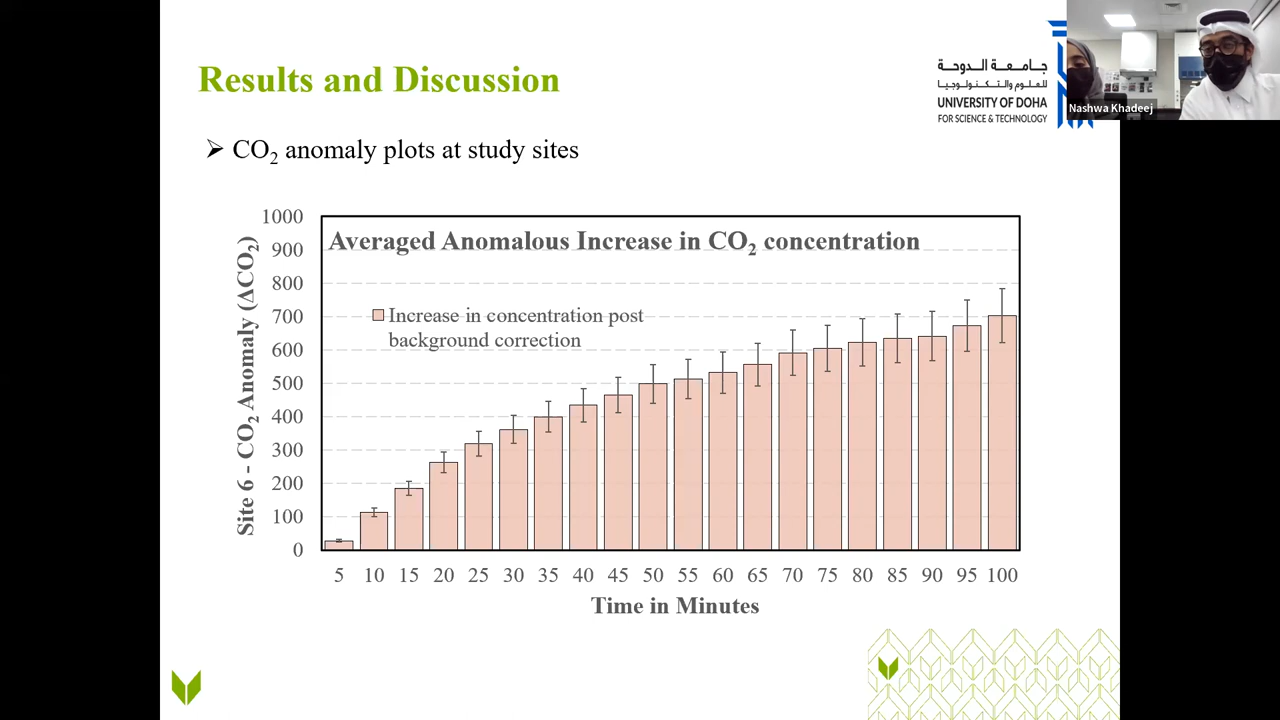 Results and Discussion
جامعة الدوحة
للعلوم والتكنولوجيا
UNIVERSITY OF DOHA
FOR SCIENCE & TECHNOLOGY
Nashwa Khadeej
➢ CO₂ anomaly plots at study sites
Averaged Anomalous Increase in CO₂ concentration
Increase in concentration post
background correction
Site 6 - CO₂ Anomaly (ΔCO₂)
1000
900
800
700
600
500
400
300
200
100
0
5 10 15 20 25 30 35 40 45 50 55 60 65 70 75 80 85 90 95 100
Time in Minutes